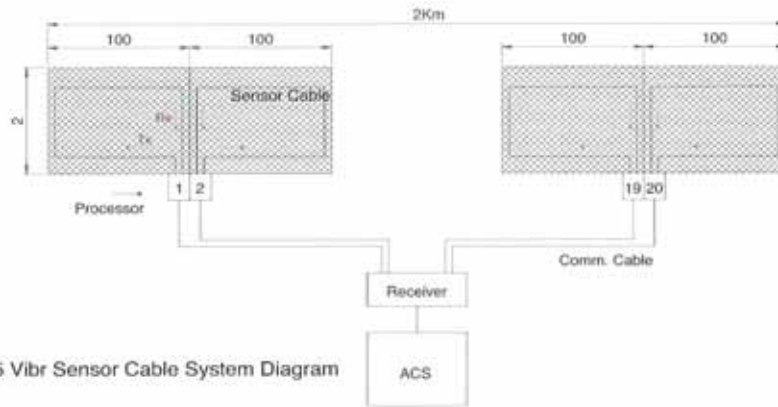 2Km
100
100
100
100
Sensor Cable
Rx
Tx
2
1
2
19
20
Processor
Comm. Cable
Receiver
Vibr Sensor Cable System Diagram
ACS